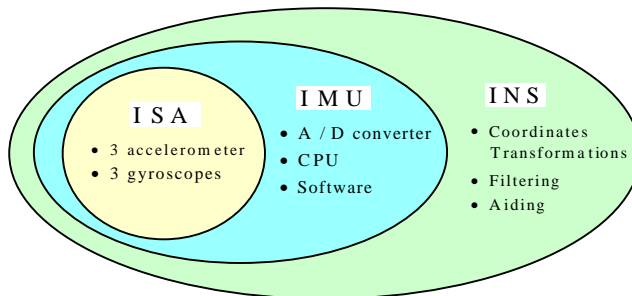 ISA
• 3 accelerometer
• 3 gyroscopes
IMU
• A / D converter
• CPU
• Software
INS
• Coordinates
Transformations
• Filtering
• Aiding